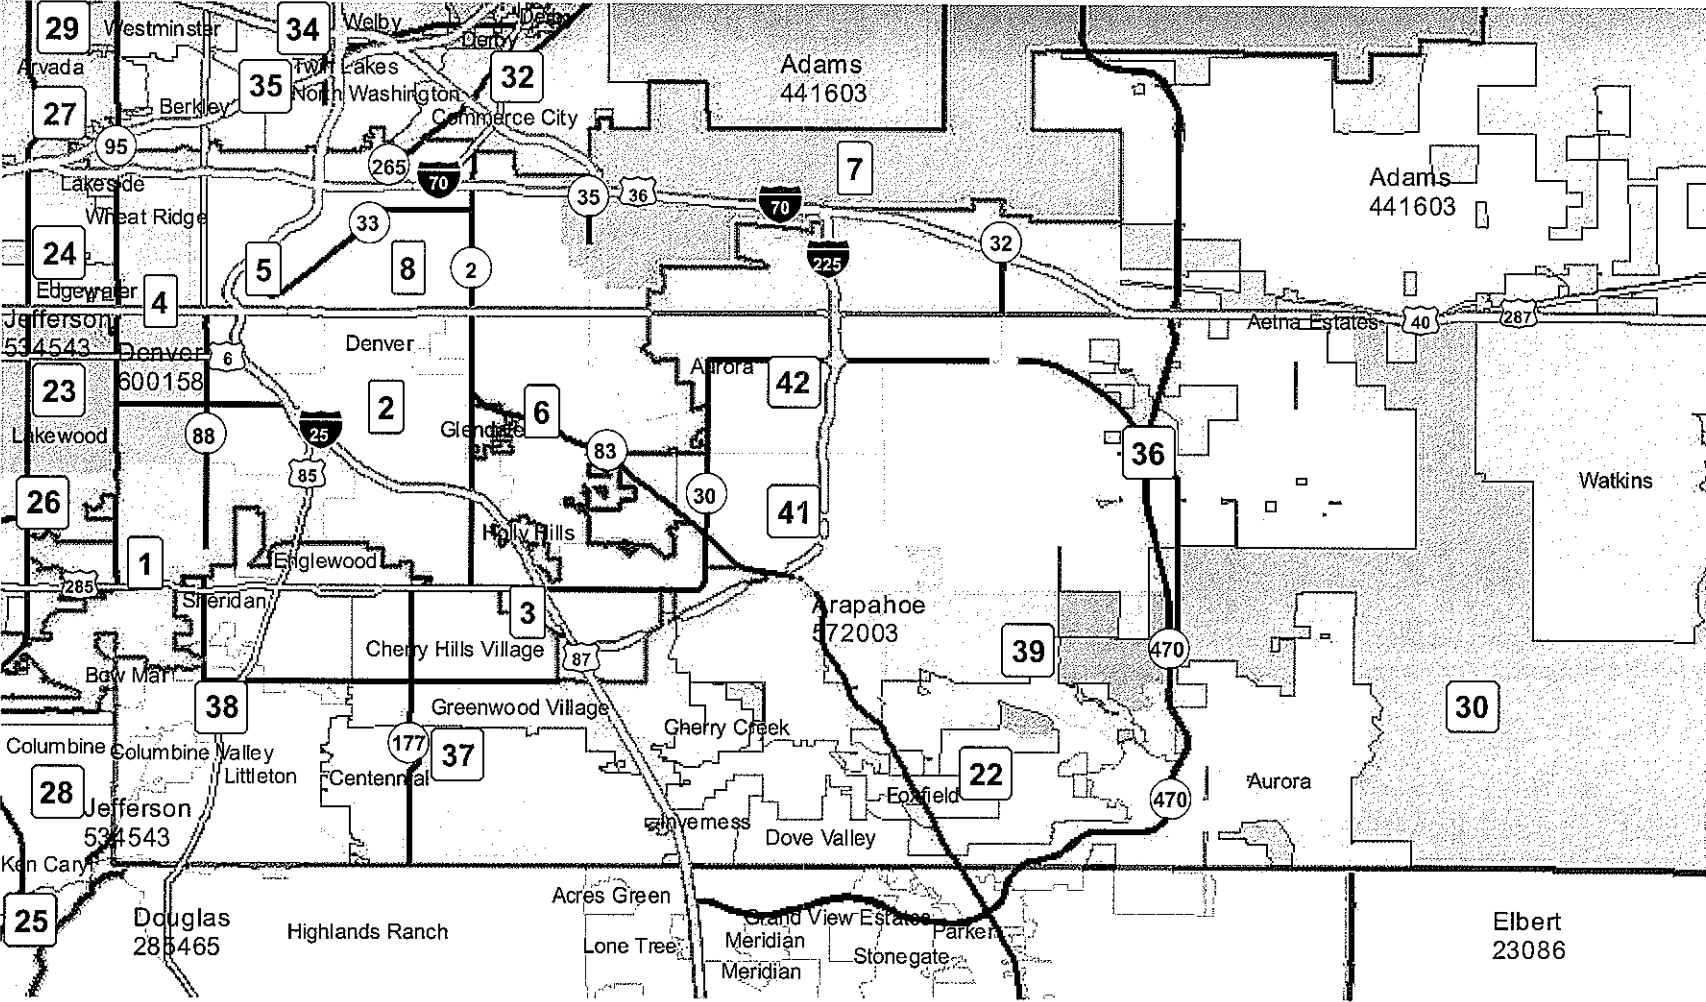 29
Westminster
34
Welby
Derby
Derby
Arvada
Twin Lakes
32
Adams
441603
35
North Washington
27
Berkley
Commerce City
95
265
70
7
Lakeside
35
36
70
Adams
441603
Wheat Ridge
33
24
5
8
2
225
32
Edgewater
4
Jefferson
534543
Denver
600158
6
Denver
Aetna Estates
40
287
Aurora
42
23
2
6
Lakewood
88
25
Glendale
83
36
85
30
Watkins
26
41
Holly Hills
1
Englewood
285
Sheridan
3
Arapahoe
572003
Cherry Hills Village
87
39
470
Bow Mar
38
Greenwood Village
30
Cherry Creek
Columbine
Columbine Valley
177
37
Littleton
Centennial
22
Aurora
28
Foxfield
470
Jefferson
534543
Inverness
Dove Valley
Ken Cary
Acres Green
25
Douglas
285465
Highlands Ranch
Grand View Estates
Parker
Elbert
23086
Lone Tree
Meridian
Stonegate
Meridian